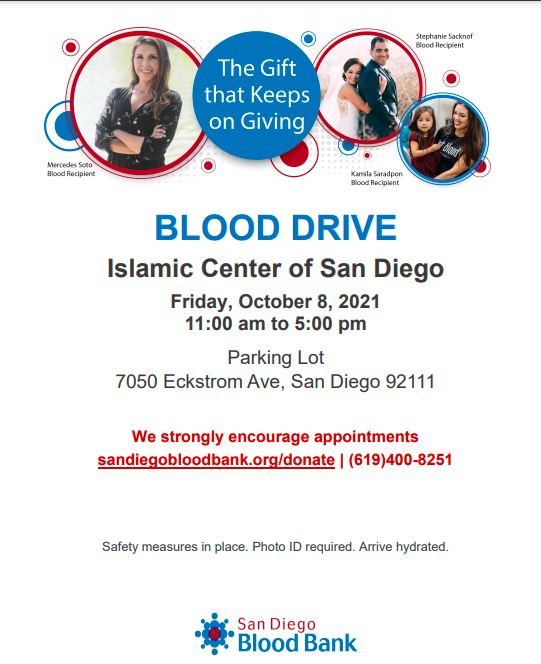 The Gift
that Keeps
on Giving
Stephanie Sacknof
Blood Recipient
Mercedes Soto
Blood Recipient
Kamila Saradpon
Blood Recipient
BLOOD DRIVE
Islamic Center of San Diego
Friday, October 8, 2021
11:00 am to 5:00 pm
Parking Lot
7050 Eckstrom Ave, San Diego 92111
We strongly encourage appointments
sandiegobloodbank.org/donate | (619)400-8251
Safety measures in place. Photo ID required. Arrive hydrated.
San Diego
Blood Bank